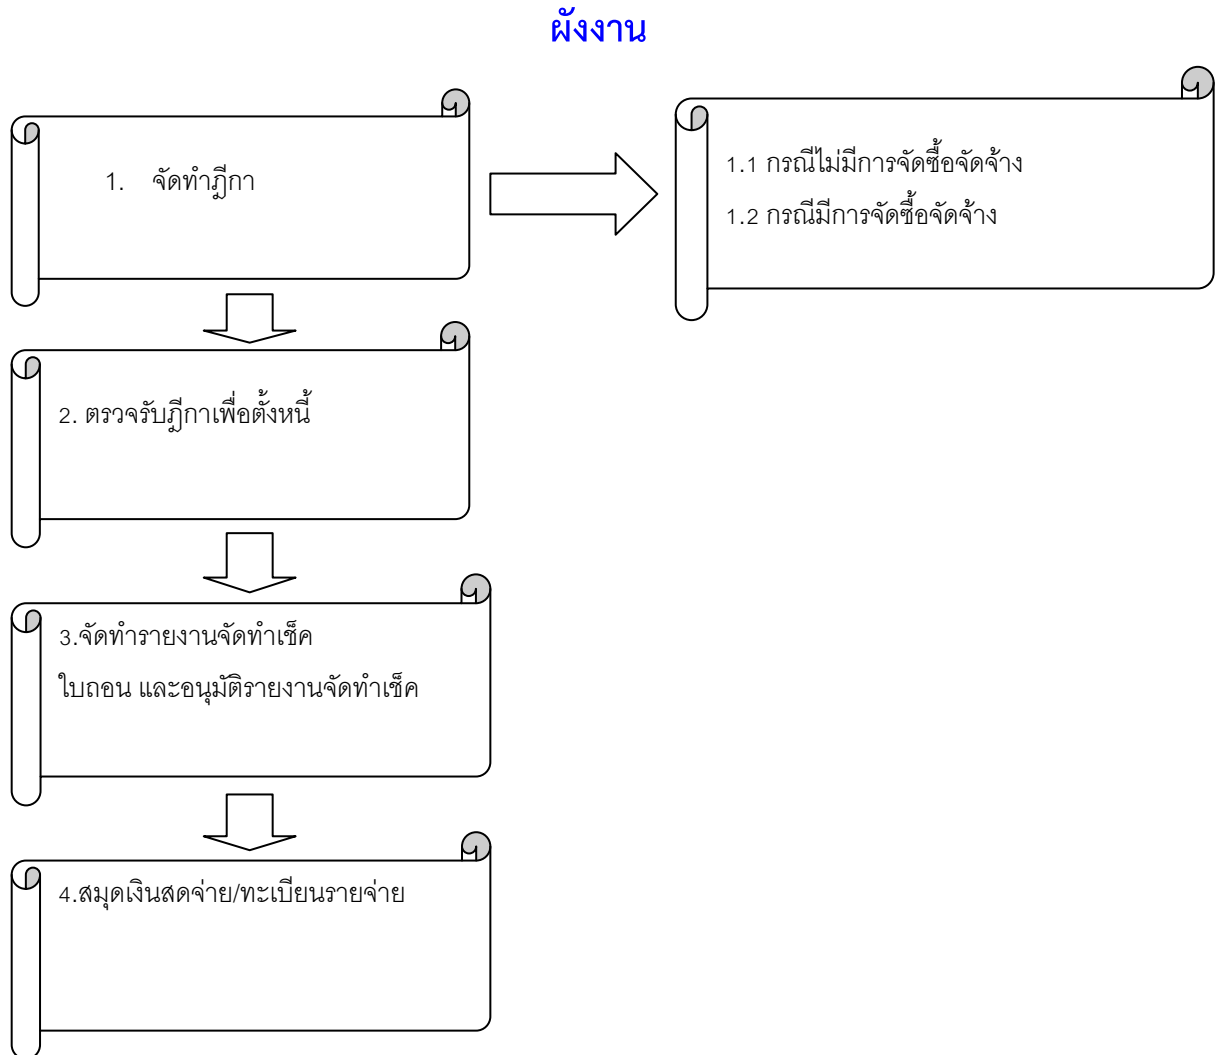 ผังงาน
1. จัดทำฎีกา
1.1 กรณีไม่มีการจัดซื้อจัดจ้าง
1.2 กรณีมีการจัดซื้อจัดจ้าง
2. ตรวจรับฎีกาเพื่อตั้งหนี้
3.จัดทำรายงานจัดทำเช็ค
ใบถอน และอนุมัติรายงานจัดทำเช็ค
4.สมุดเงินสดจ่าย/ทะเบียนรายจ่าย